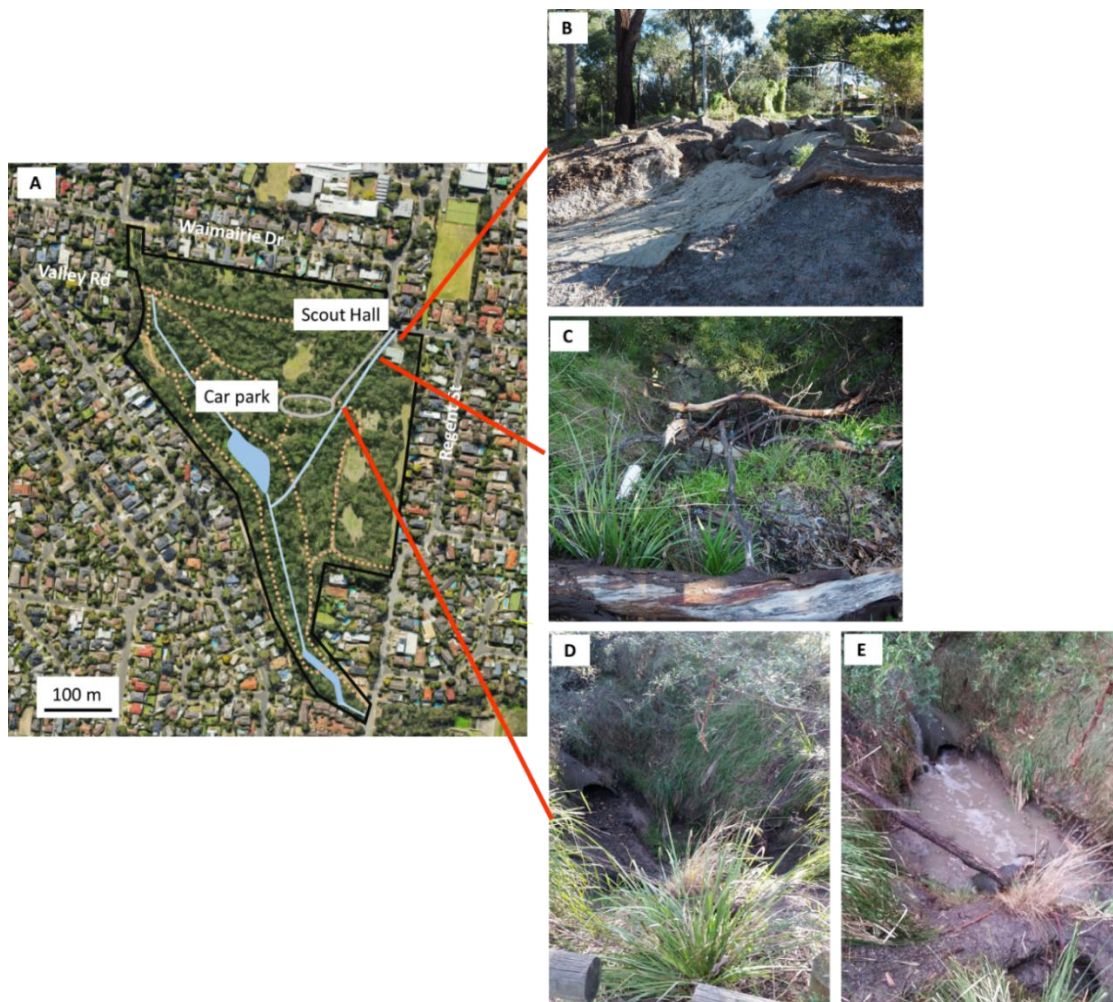 A
Waimairie Dr
Valley Rd
Scout Hall
Car park
Regent St
100 m
B
C
D
E